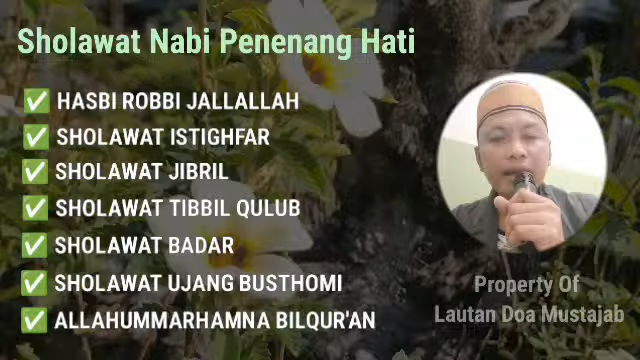 Sholawat Nabi Penenang Hati
✅ HASBI ROBBI JALLALLAH
✅ SHOLAWAT ISTIGHFAR
✅ SHOLAWAT JIBRIL
✅ SHOLAWAT TIBBIL QULUB
✅ SHOLAWAT BADAR
✅ SHOLAWAT UJANG BUSTHOMI
✅ ALLAHUMMARHAMNA BILQUR'AN
Property Of
Lautan Doa Mustajab